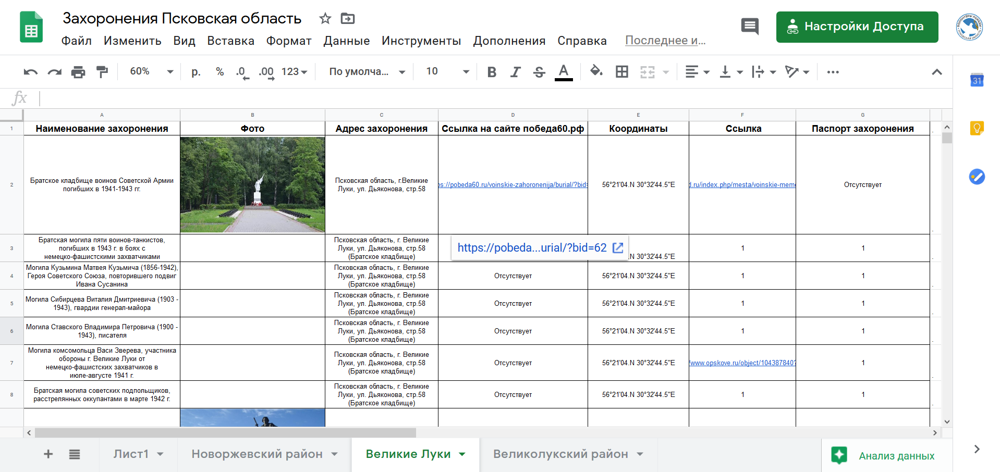 Захоронения Псковская область
Файл Изменить Вид Вставка Формат Данные Инструменты Дополнения Справка Последнее и...
Настройки Доступа
60% р. % .0 .00 123 По умолча... 10 B I S A
31
fx
A B C D E F G
1 Наименование захоронения Фото Адрес захоронения Ссылка на сайте победа60.рф Координаты Ссылка Паспорт захоронения
2
Братское кладбище воинов Советской Армии
погибших в 1941-1943 гг.
Псковская область, г.Великие
Луки, ул. Дьяконова, стр.58
ps://pobeda60.ru/voinskie-zahoronenija/burial/?bid=
56°21'04.N 30°32'44.5"E
d.ru/index.php/mesta/voinskie-mem
Отсутствует
3
Братская могила пяти воинов-танкистов,
погибших в 1943 г. в боях с
немецко-фашистскими захватчиками
Псковская область, г. Великие
Луки, ул. Дьяконова, стр.58
(Братское кладбище)
https://pobeda...urial/?bid=62
N 30°32'44.5"E
1
1
4
Могила Кузьмина Матвея Кузьмича (1856-1942),
Героя Советского Союза, повторившего подвиг
Ивана Сусанина
Псковская область, г. Великие
Луки, ул. Дьяконова, стр.58
(Братское кладбище)
Отсутствует
56°21'04.N 30°32'44.5"E
1
1
5
Могила Сибирцева Виталия Дмитриевича (1903 -
1943), гвардии генерал-майора
Псковская область, г. Великие
Луки, ул. Дьяконова, стр.58
(Братское кладбище)
Отсутствует
56°21'04.N 30°32'44.5"E
1
1
6
Могила Ставского Владимира Петровича (1900 -
1943), писателя
Псковская область, г. Великие
Луки, ул. Дьяконова, стр.58
(Братское кладбище)
Отсутствует
56°21'04.N 30°32'44.5"E
1
1
7
Могила комсомольца Васи Зверева, участника
обороны г. Великие Луки от
немецко-фашистских захватчиков в
июле-августе 1941 г.
Псковская область, г. Великие
Луки, ул. Дьяконова, стр.58
(Братское кладбище)
Отсутствует
56°21'04.N 30°32'44.5"E
/www.opskove.ru/object/104387840?
1
8
Братская могила советских подпольщиков,
расстрелянных оккупантами в марте 1942 г.
Псковская область, г. Великие
Луки, ул. Дьяконова, стр.58
(Братское кладбище)
Отсутствует
56°21'04.N 30°32'44.5"E
1
1
Лист1 Новоржевский район Великие Луки Великолукский район
Анализ данных